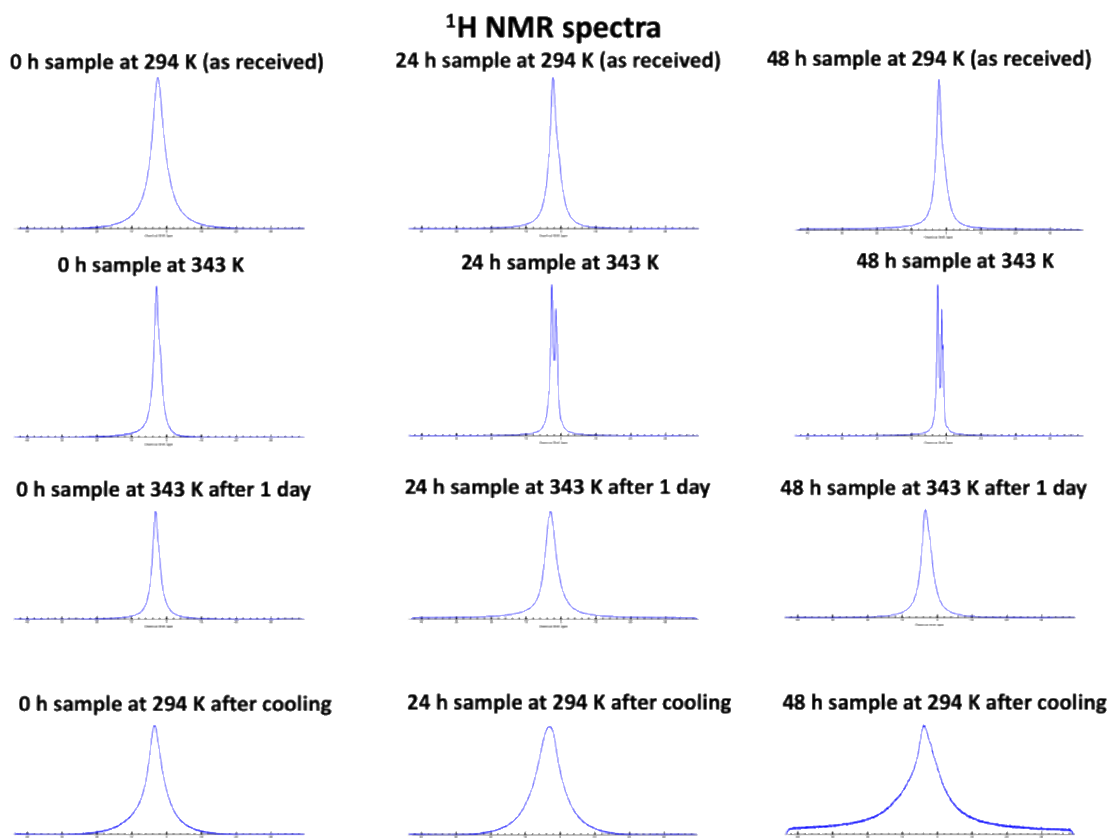 ¹H NMR spectra
0 h sample at 294 K (as received)
24 h sample at 294 K (as received)
48 h sample at 294 K (as received)
0 h sample at 343 K
24 h sample at 343 K
48 h sample at 343 K
0 h sample at 343 K after 1 day
24 h sample at 343 K after 1 day
48 h sample at 343 K after 1 day
0 h sample at 294 K after cooling
24 h sample at 294 K after cooling
48 h sample at 294 K after cooling